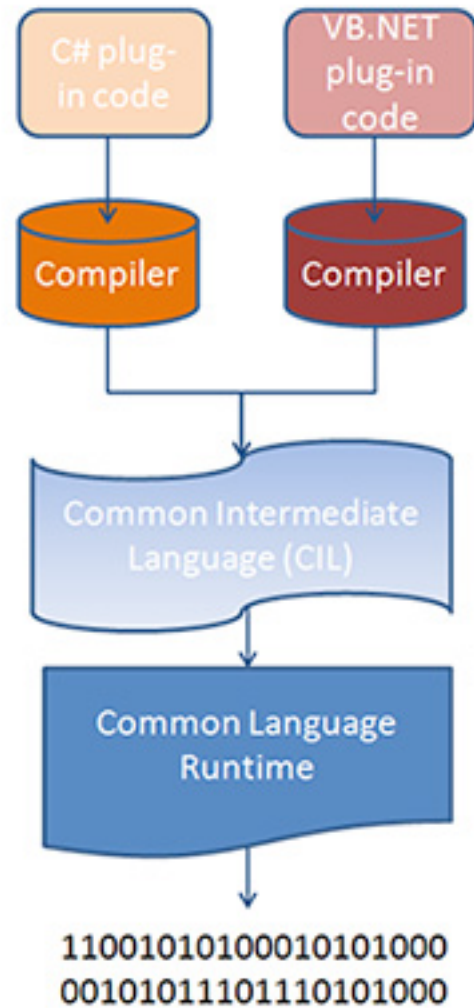 C# plug-
in code
VB.NET
plug-in
code
Compiler
Compiler
Common Intermediate
Language (CIL)
Common Language
Runtime
11001010100010101000
00101011101110101000